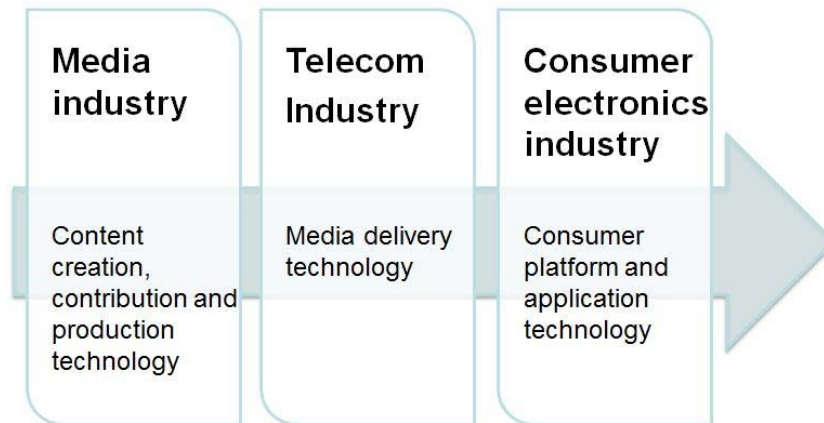 Media
industry
Content
creation,
contribution and
production
technology
Telecom
Industry
Media delivery
technology
Consumer
electronics
industry
Consumer
platform and
application
technology